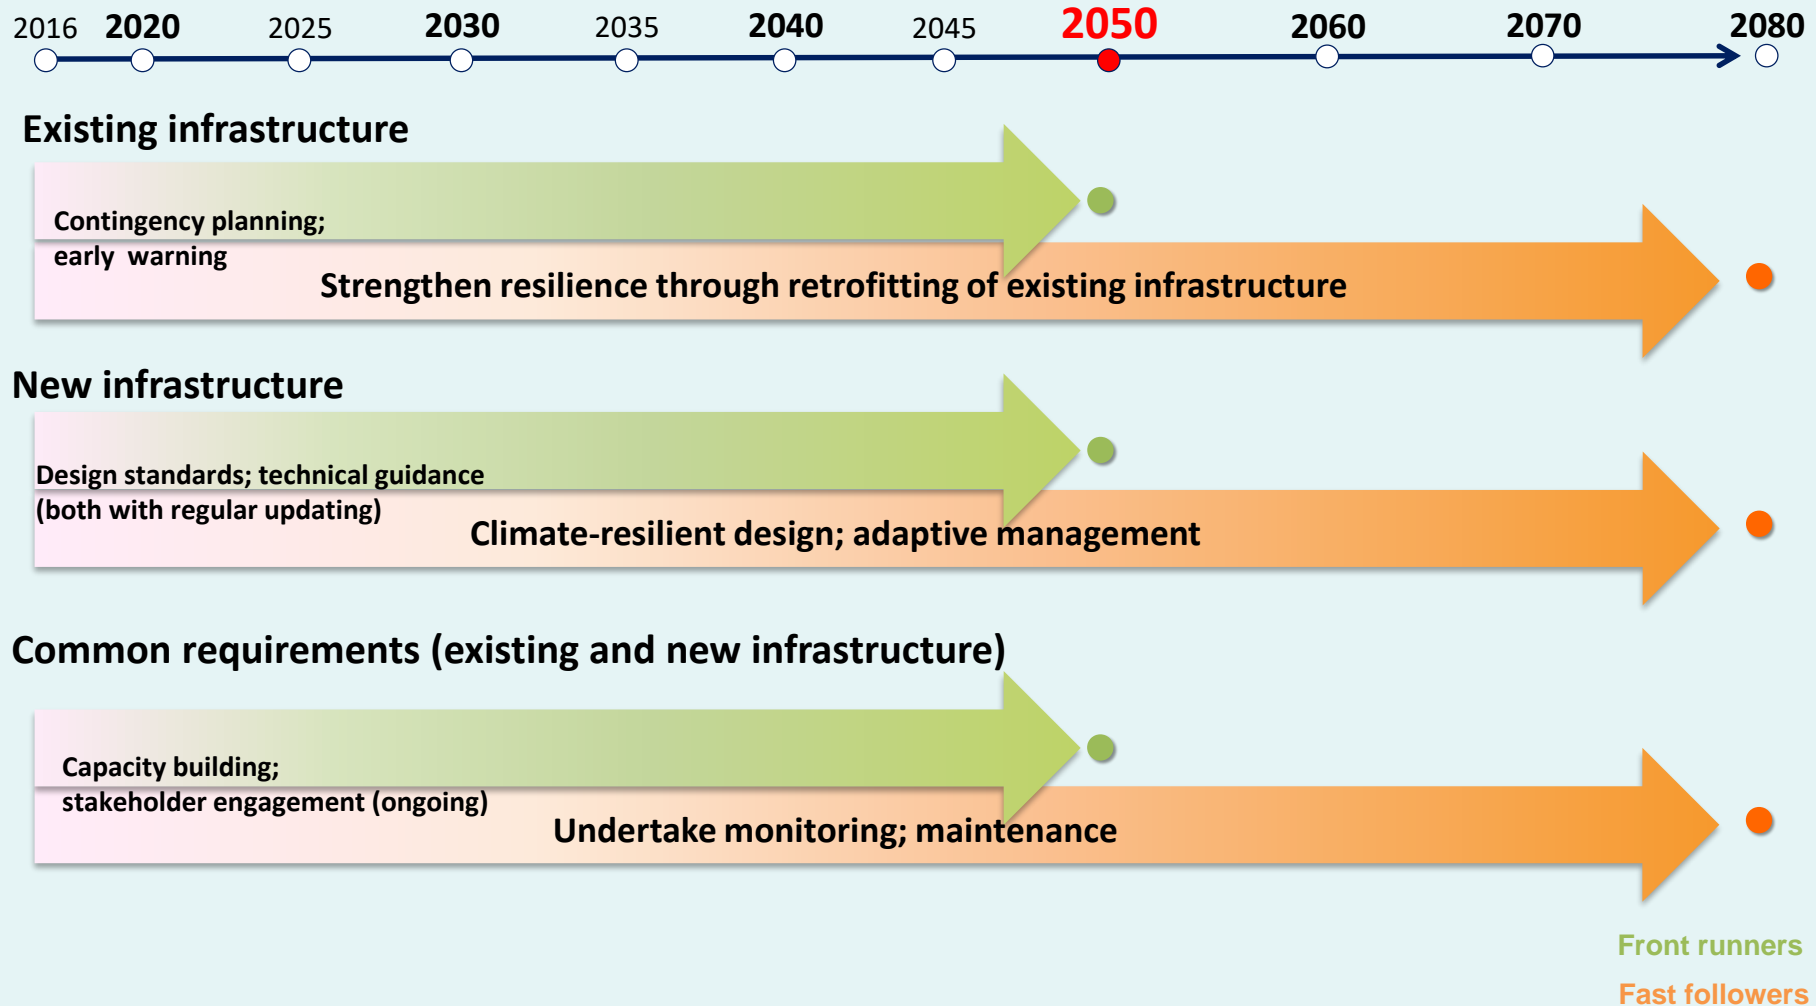 2016 2020 2025 2030 2035 2040 2045 2050 2060 2070 2080
Existing infrastructure
Contingency planning;
early warning
Strengthen resilience through retrofitting of existing infrastructure
New infrastructure
Design standards; technical guidance
(both with regular updating)
Climate-resilient design; adaptive management
Common requirements (existing and new infrastructure)
Capacity building;
stakeholder engagement (ongoing)
Undertake monitoring; maintenance
Front runners
Fast followers